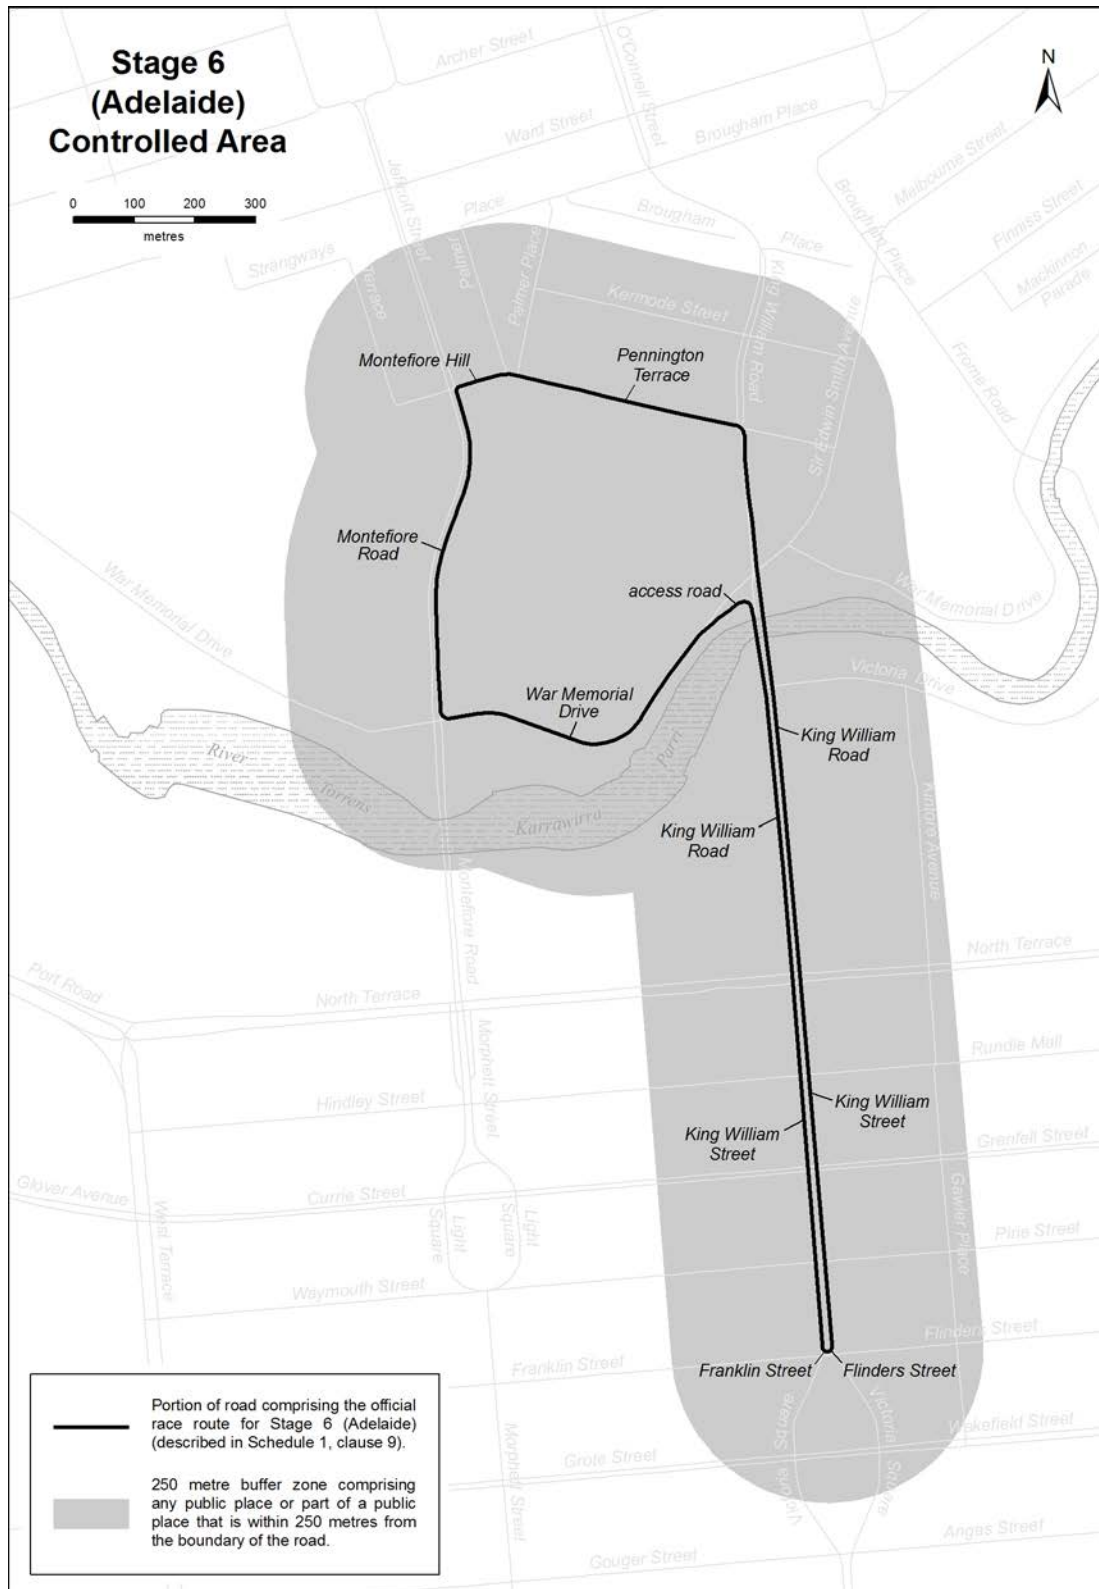 Stage 6
(Adelaide)
Controlled Area
0 100 200 300
metres
N
Archer Street
O'Connell Street
Ward Street
Brougham Place
Jeffcott Street
Melbourne Street
Brougham Place
Finniss Street
Mackinnon
Parade
Place
Palmer
Palmer Place
Brougham
Place
Strangways
Terrace
Kermode Street
King William Road
Sir Edwin Smith Avenue
Frome Road
Montefiore Hill
Pennington
Terrace
Montefiore
Road
War Memorial Drive
access road
War Memorial Drive
Victoria Drive
War Memorial
Drive
King William
Road
River
Torrens
Karrawirra
Parri
King William
Road
Kintore Avenue
Montefiore Road
North Terrace
Port Road
North Terrace
Rundle Mall
Morphett Street
Hindley Street
King William
Street
King William
Street
Grenfell Street
Glover Avenue
Currie Street
West Terrace
Light
Square
Light
Square
Gawler Place
Pirie Street
Waymouth Street
Flinders Street
Franklin Street
Franklin Street
Flinders Street
Victoria Square
Victoria Square
Wakefield Street
Grote Street
Morphett Street
Angas Street
Gouger Street
Portion of road comprising the official
race route for Stage 6 (Adelaide)
(described in Schedule 1, clause 9).
250 metre buffer zone comprising
any public place or part of a public
place that is within 250 metres from
the boundary of the road.